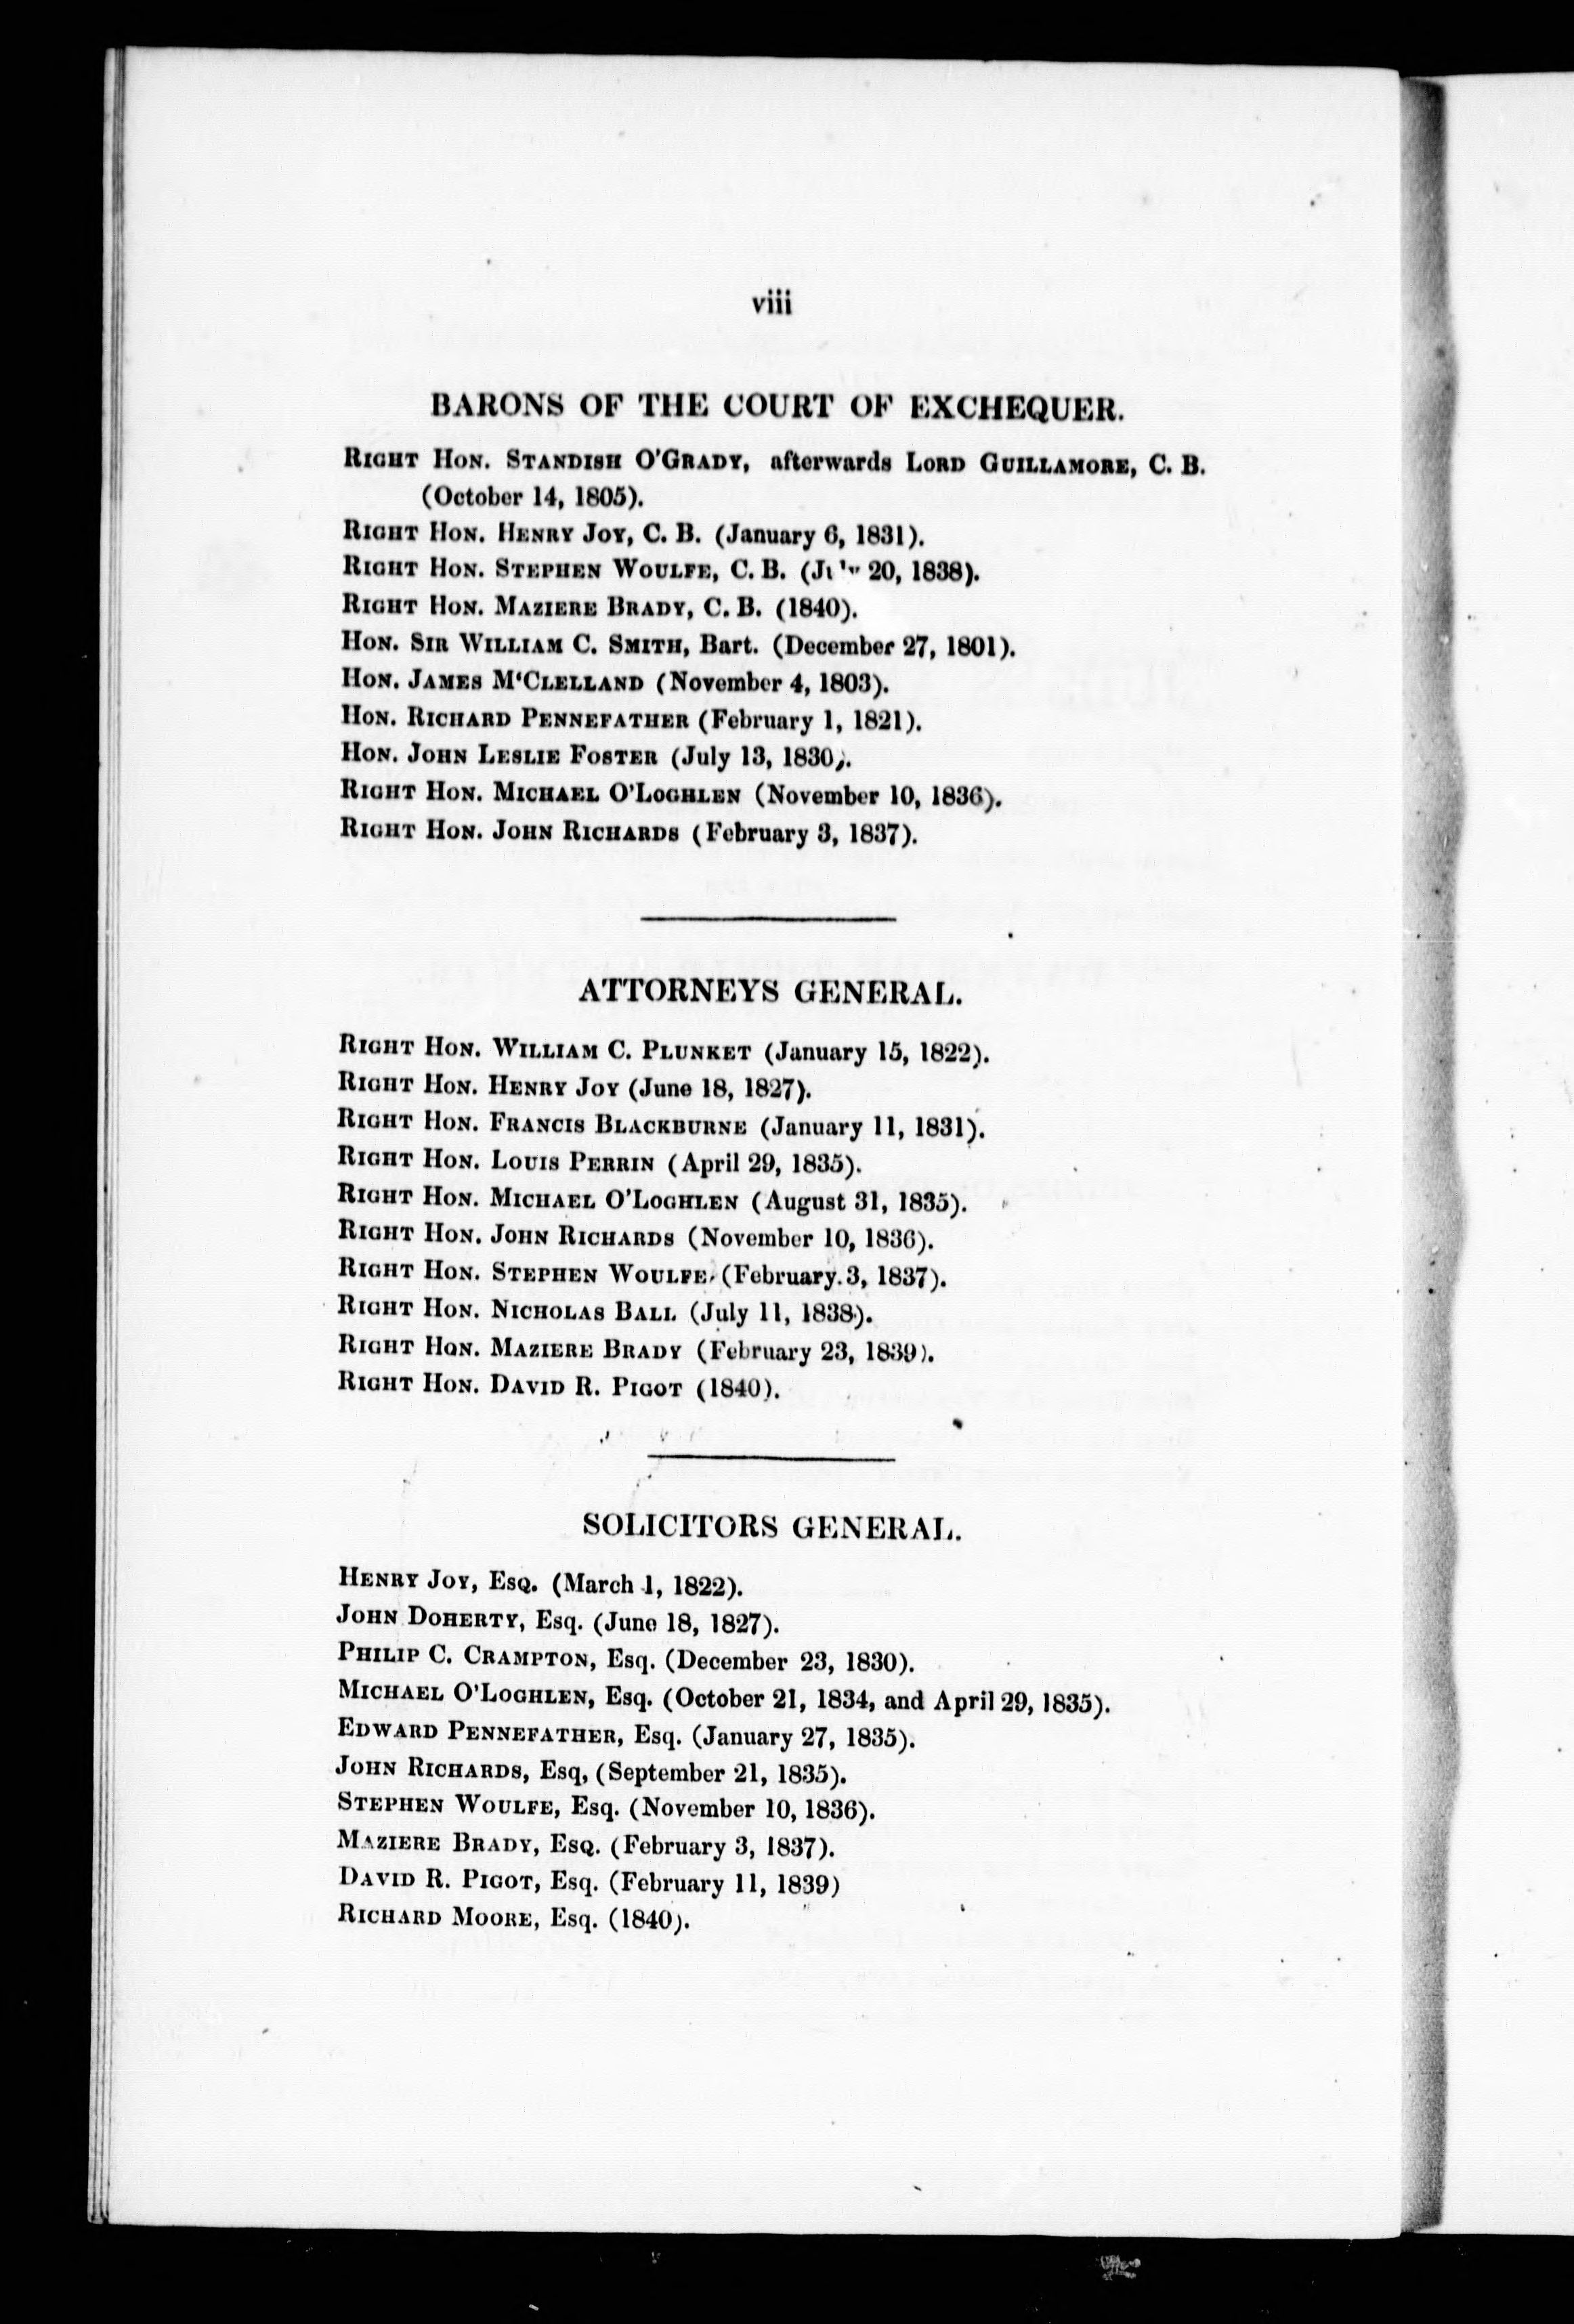 viii
BARONS OF THE COURT OF EXCHEQUER.
RIGHT HON. STANDISH O'GRADY, afterwards LORD GUILLAMORE, C. B.
(October 14, 1805).
RIGHT HON. HENRY JOY, C. B. (January 6, 1831).
RIGHT HON. STEPHEN WOULFE, C. B. (July 20, 1838).
RIGHT HON. MAZIERE BRADY, C. B. (1840).
HON. SIR WILLIAM C. SMITH, Bart. (December 27, 1801).
HON. JAMES M‘CLELLAND (November 4, 1803).
HON. RICHARD PENNEFATHER (February 1, 1821).
HON. JOHN LESLIE FOSTER (July 13, 1830).
RIGHT HON. MICHAEL O'LOGHLEN (November 10, 1836).
RIGHT HON. JOHN RICHARDS (February 3, 1837).
ATTORNEYS GENERAL.
RIGHT HON. WILLIAM C. PLUNKET (January 15, 1822).
RIGHT HON. HENRY JOY (June 18, 1827).
RIGHT HON. FRANCIS BLACKBURNE (January 11, 1831).
RIGHT HON. LOUIS PERRIN (April 29, 1835).
RIGHT HON. MICHAEL O'LOGHLEN (August 31, 1835).
RIGHT HON. JOHN RICHARDS (November 10, 1836).
RIGHT HON. STEPHEN WOULFE (February 3, 1837).
RIGHT HON. NICHOLAS BALL (July 11, 1838).
RIGHT HON. MAZIERE BRADY (February 23, 1839).
RIGHT HON. DAVID R. PIGOT (1840).
SOLICITORS GENERAL.
HENRY JOY, ESQ. (March 1, 1822).
JOHN DOHERTY, Esq. (June 18, 1827).
PHILIP C. CRAMPTON, Esq. (December 23, 1830).
MICHAEL O'LOGHLEN, Esq. (October 21, 1834, and April 29, 1835).
EDWARD PENNEFATHER, Esq. (January 27, 1835).
JOHN RICHARDS, Esq, (September 21, 1835).
STEPHEN WOULFE, Esq. (November 10, 1836).
MAZIERE BRADY, ESQ. (February 3, 1837).
DAVID R. PIGOT, Esq. (February 11, 1839)
RICHARD MOORE, Esq. (1840).